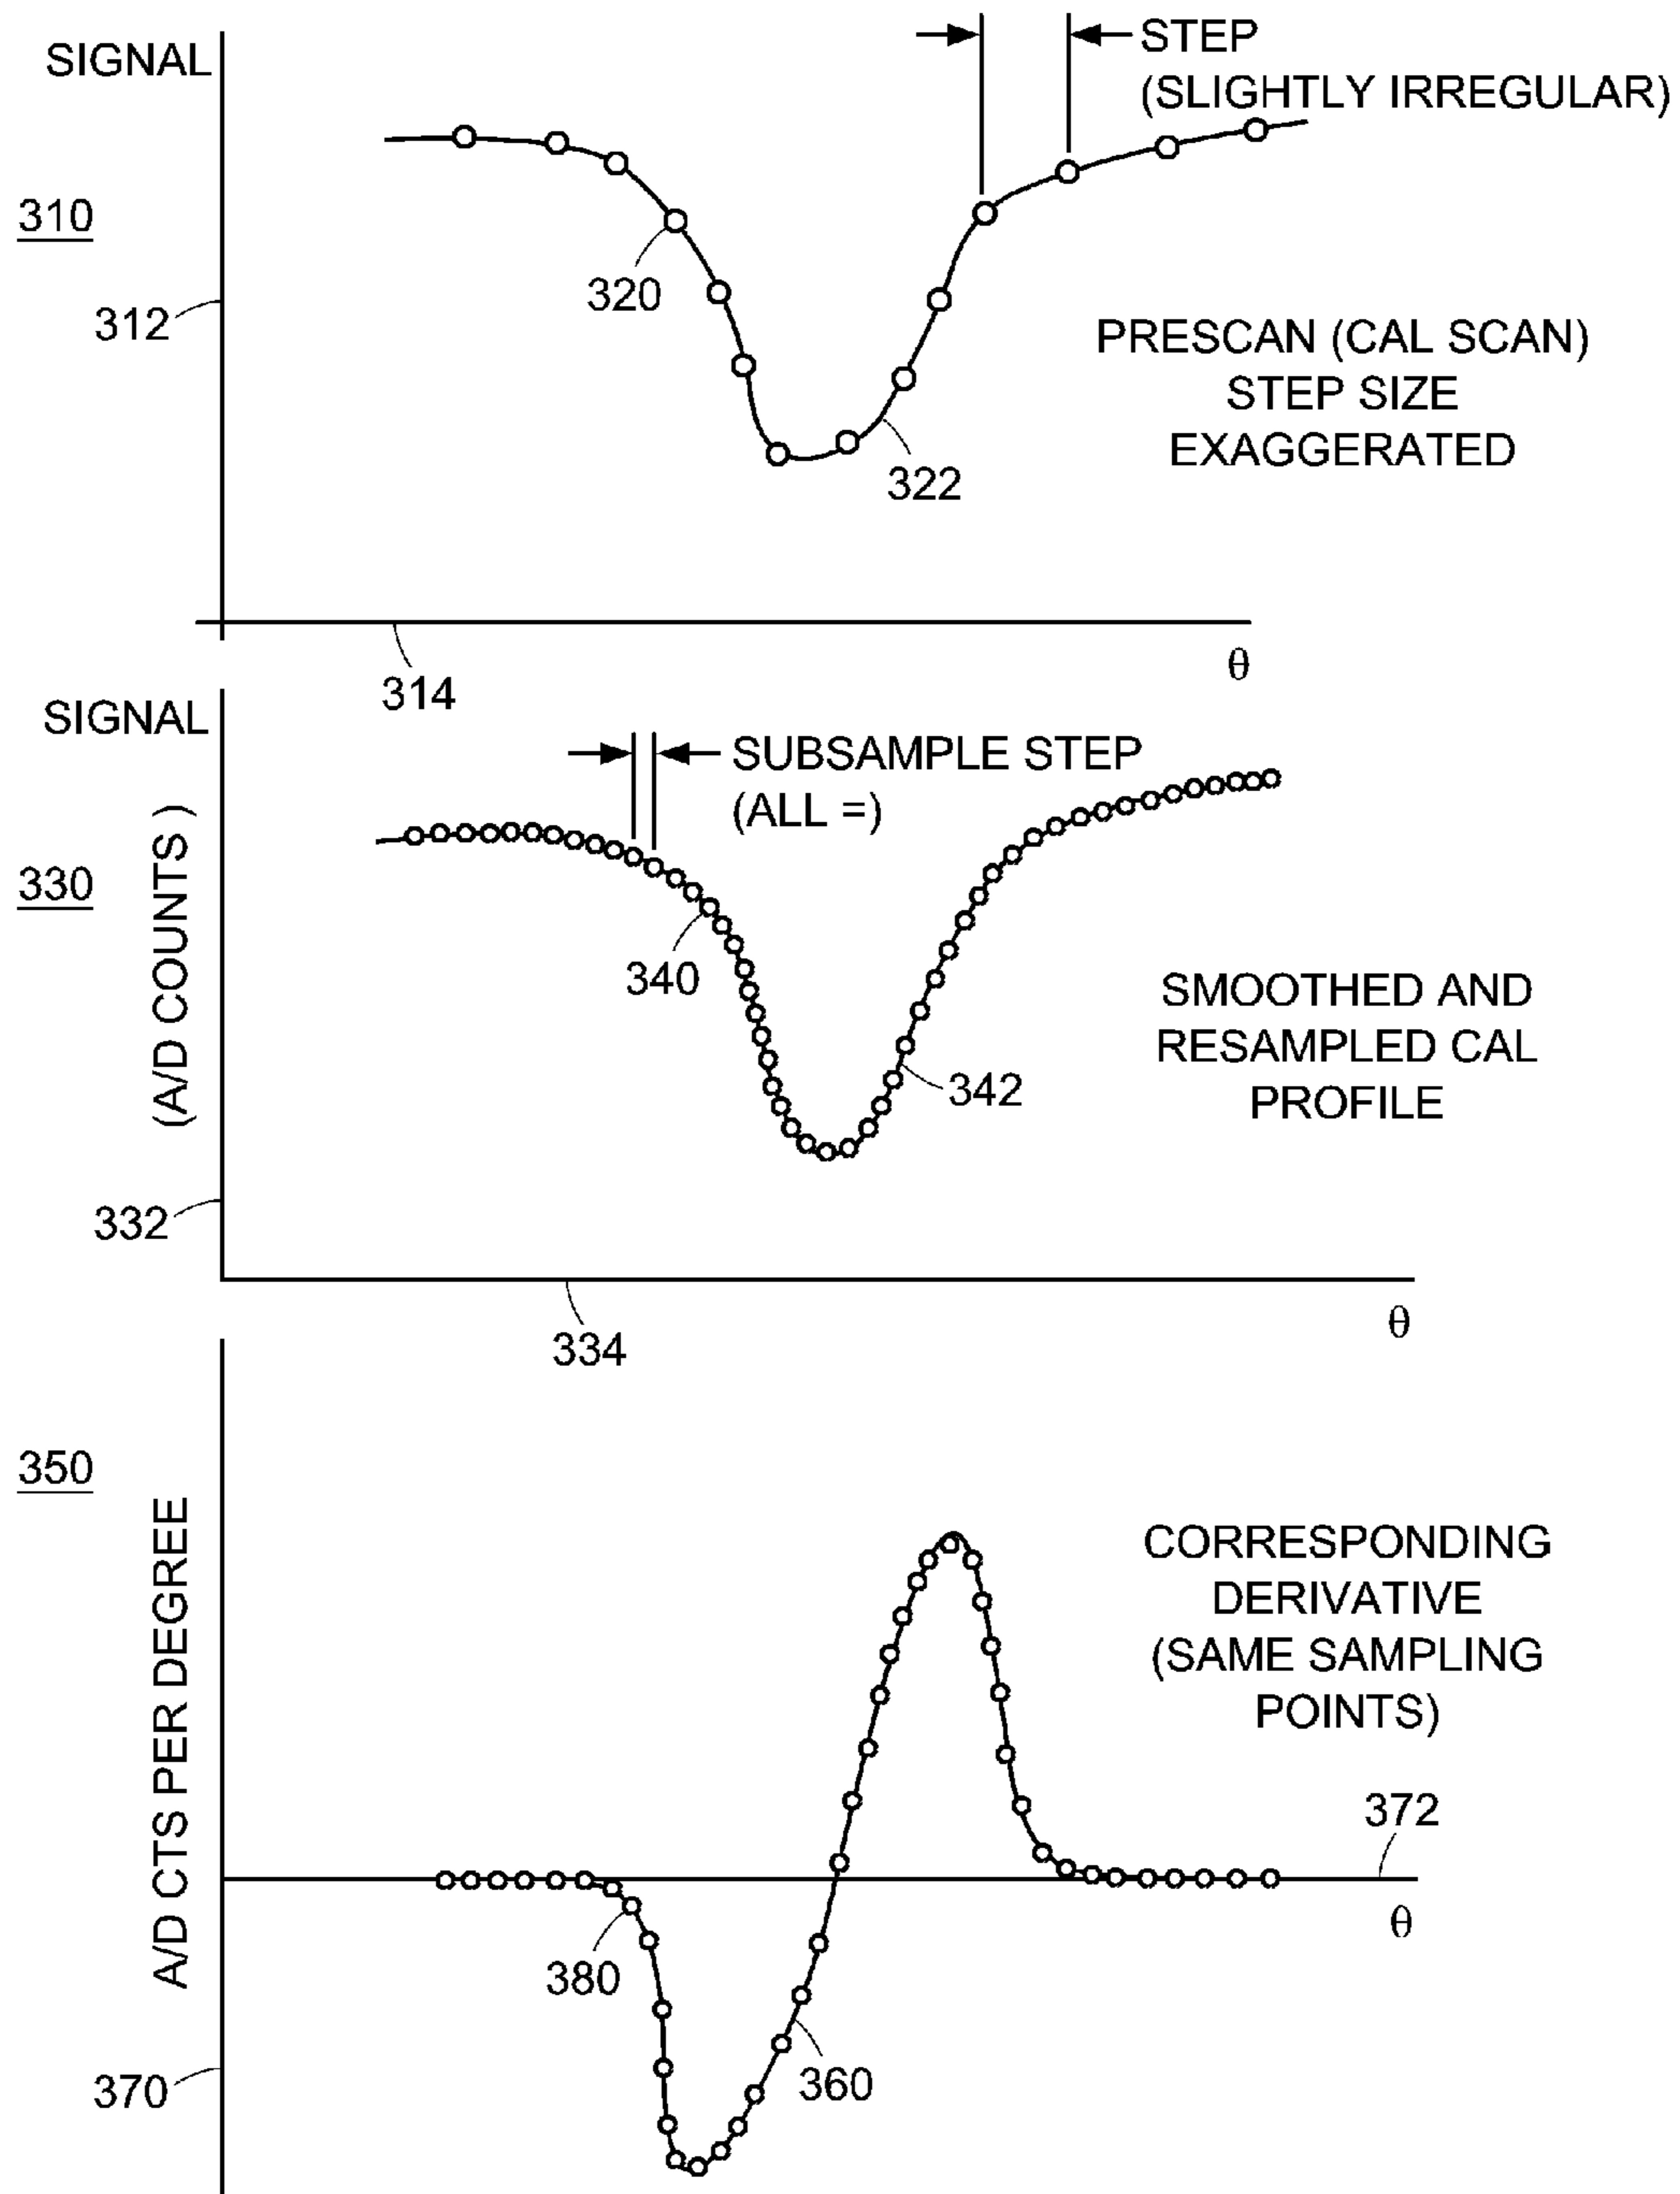 SIGNAL
STEP
(SLIGHTLY IRREGULAR)
310
320
312
PRESCAN (CAL SCAN)
STEP SIZE
EXAGGERATED
322
θ
314
SIGNAL
(A/D COUNTS )
SUBSAMPLE STEP
(ALL =)
330
340
SMOOTHED AND
RESAMPLED CAL
PROFILE
342
332
θ
334
350
A/D CTS PER DEGREE
CORRESPONDING
DERIVATIVE
(SAME SAMPLING
POINTS)
372
θ
380
360
370